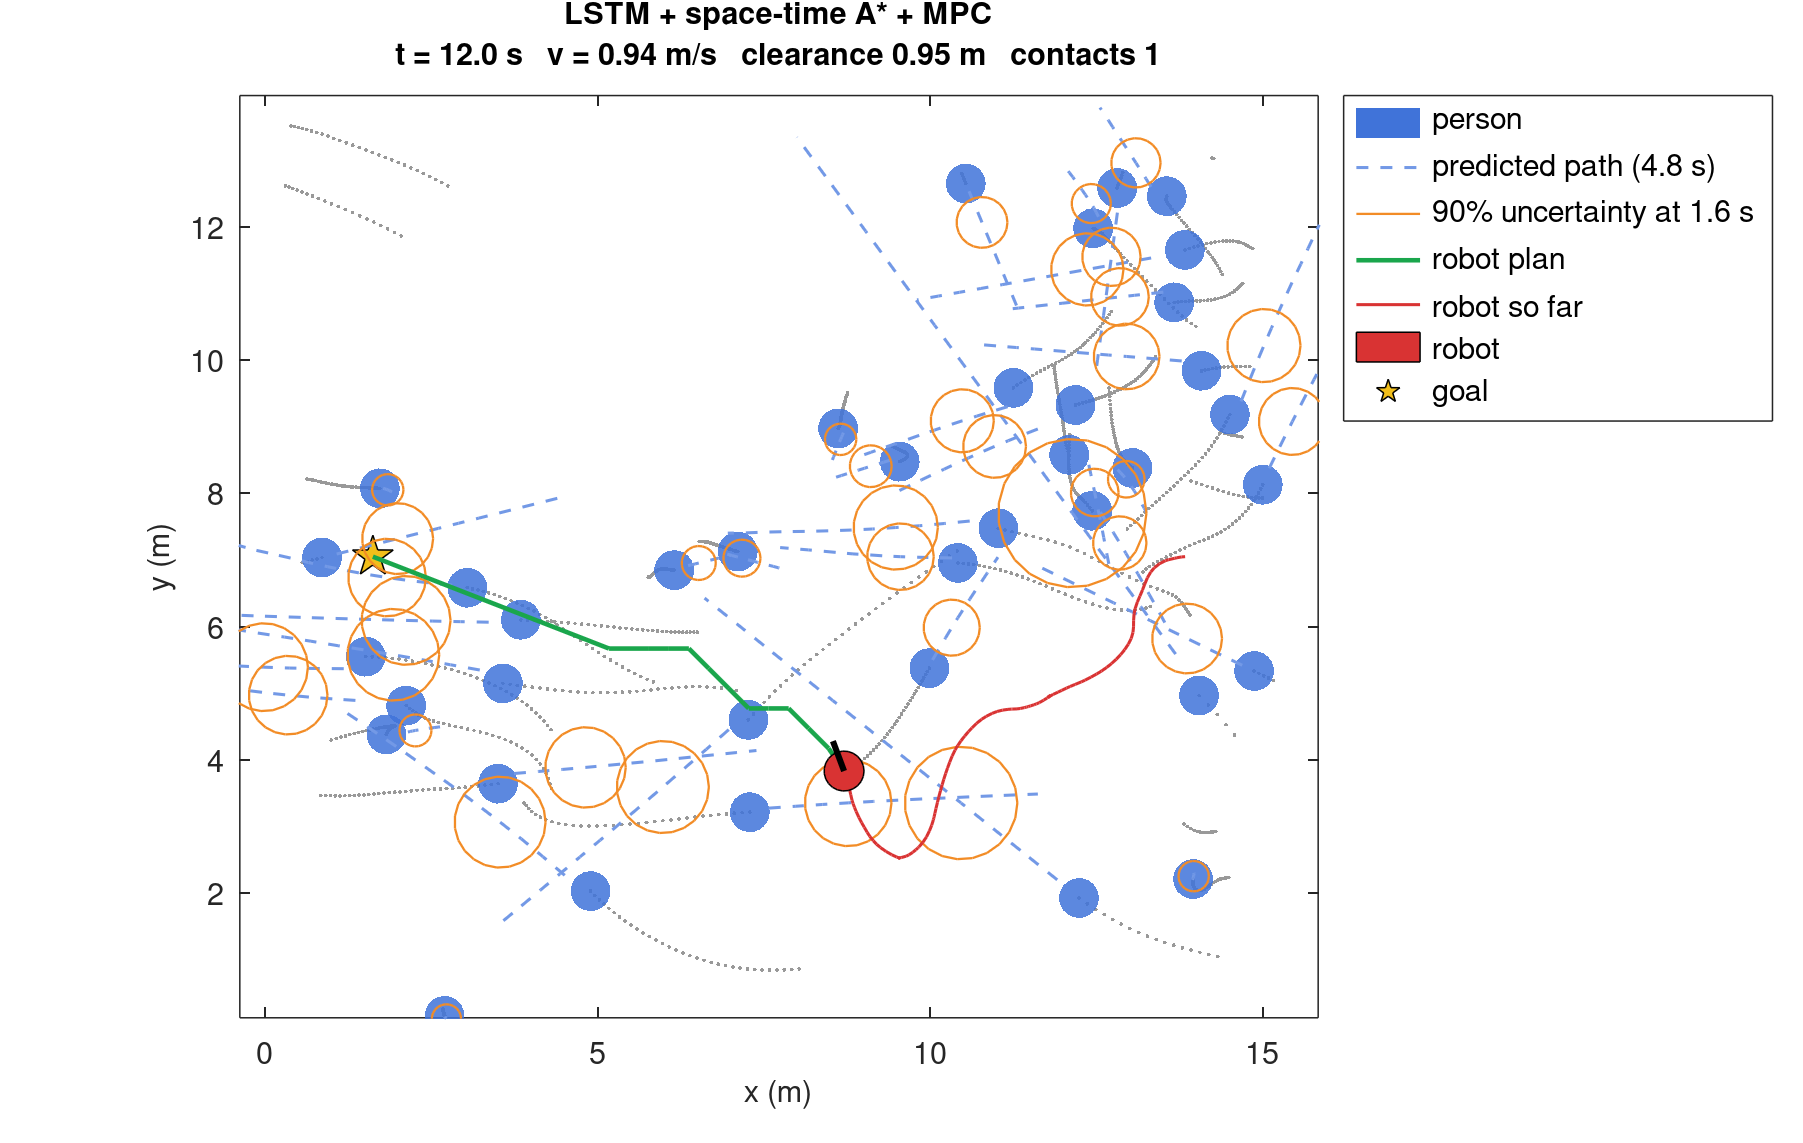 LSTM + space-time A* + MPC
t = 12.0 s   v = 0.94 m/s   clearance 0.95 m   contacts 1
person
predicted path (4.8 s)
90% uncertainty at 1.6 s
robot plan
robot so far
robot
goal
12
10
8
6
4
2
y (m)
0
5
10
15
x (m)